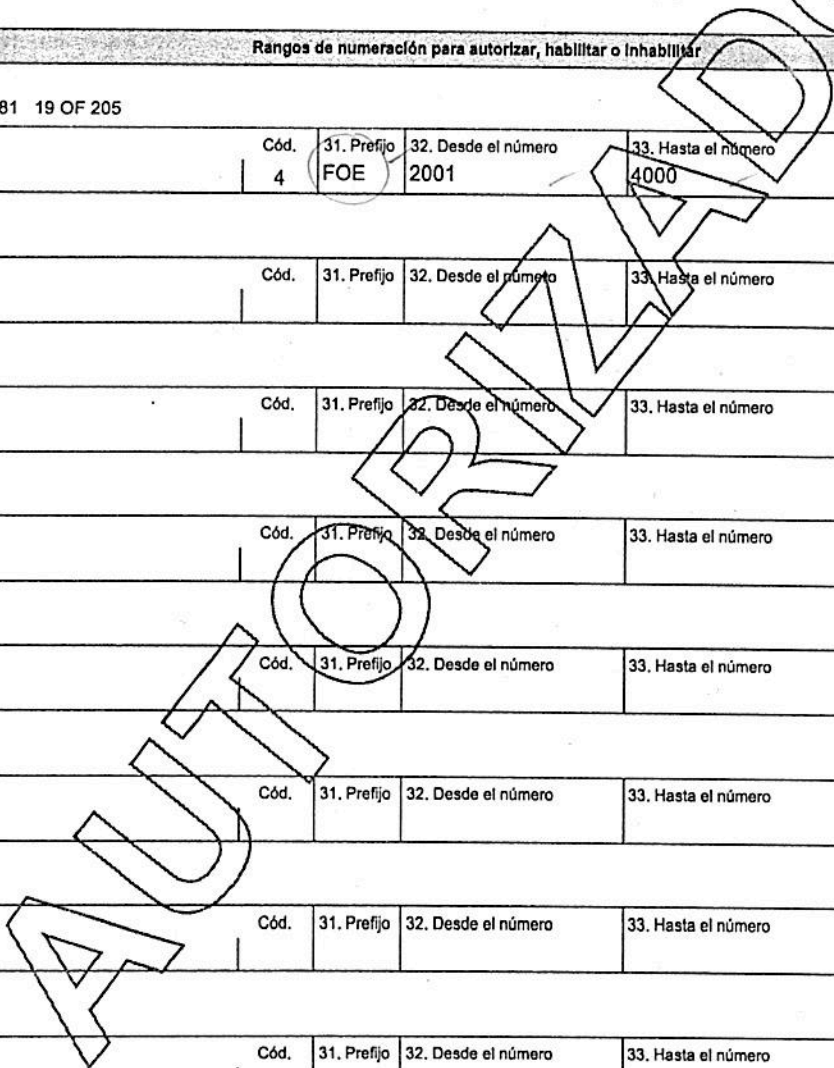 Rangos de numeración para autorizar, habilitar o inhabilitar
81 19 OF 205
Cód. 31. Prefijo 32. Desde el número 33. Hasta el número
4 FOE 2001 4000
Cód. 31. Prefijo 32. Desde el número 33. Hasta el número
Cód. 31. Prefijo 32. Desde el número 33. Hasta el número
Cód. 31. Prefijo 32. Desde el número 33. Hasta el número
Cód. 31. Prefijo 32. Desde el número 33. Hasta el número
Cód. 31. Prefijo 32. Desde el número 33. Hasta el número
Cód. 31. Prefijo 32. Desde el número 33. Hasta el número
Cód. 31. Prefijo 32. Desde el número 33. Hasta el número
AUTORIZADO